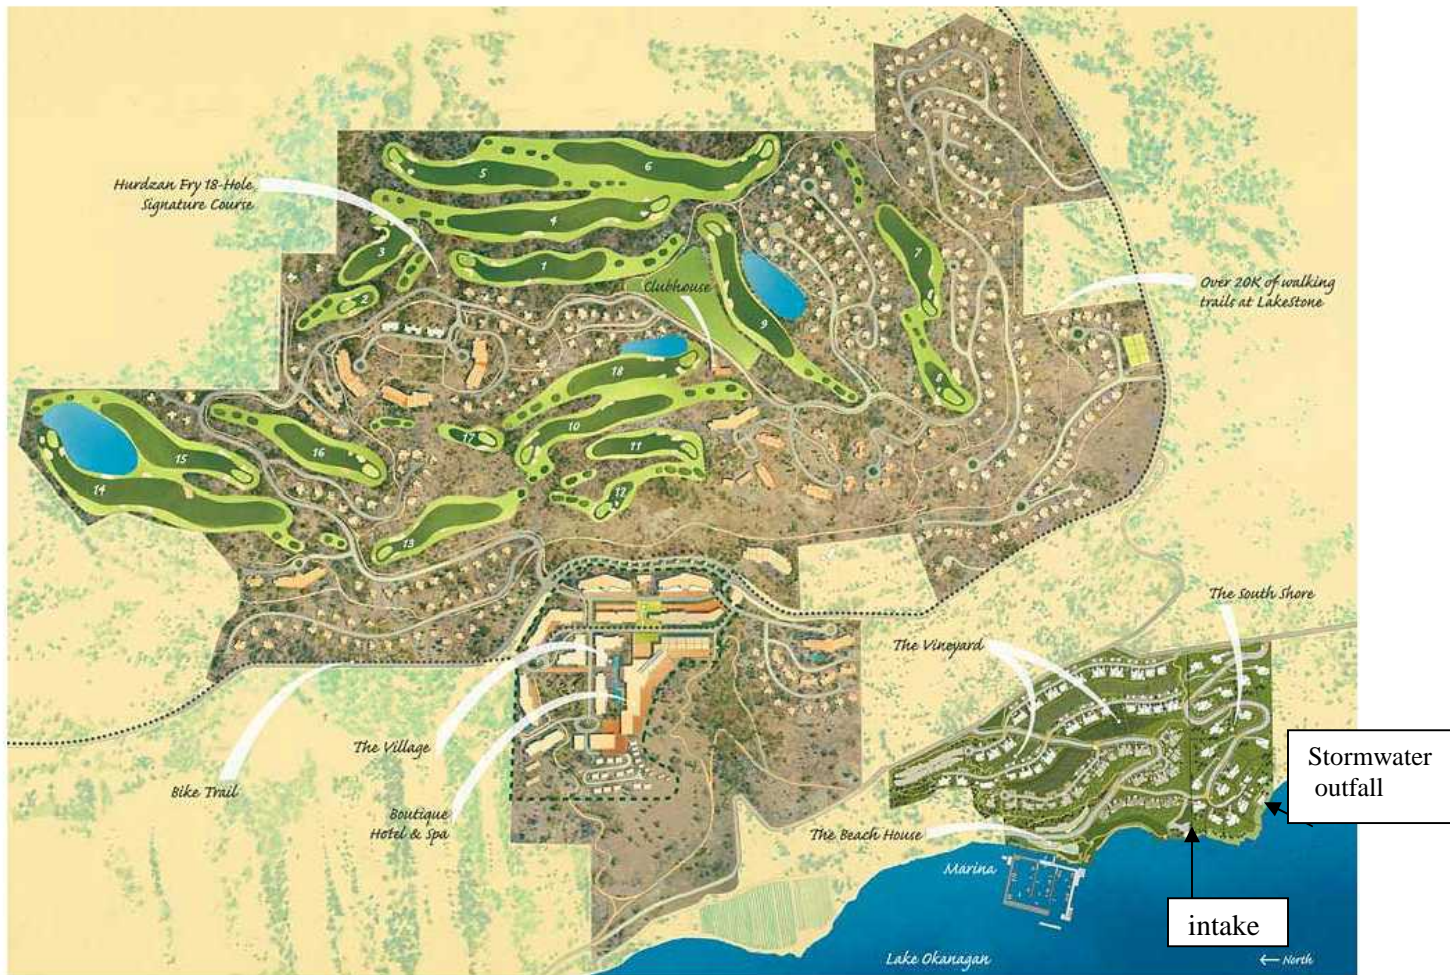 Hurdzan Fry 18-Hole,
Signature Course
6
5
4
3
1
2
7
Clubhouse
9
Over 20K of walking
trails at LakeStone
18
8
10
17
11
15
16
14
12
13
The South Shore
The Vineyard
The Village
Stormwater
outfall
Bike Trail
Boutique
Hotel & Spa
The Beach House
Marina
intake
Lake Okanagan
← North